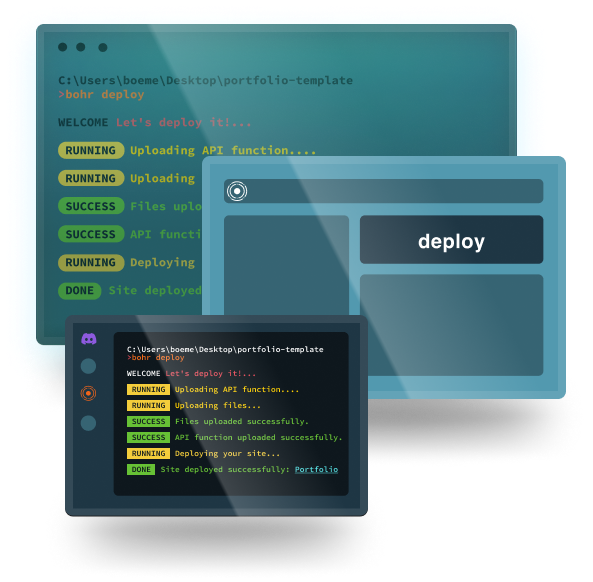 C:\Users\boeme\Desktop\portfolio-template
>bohr deploy
WELCOME Let's deploy it!...
RUNNING Uploading API function....
RUNNING Uploading
SUCCESS Files uplo
SUCCESS API functi
RUNNING Deploying
DONE Site deployed
deploy
C:\Users\boeme\Desktop\portfolio-template
>bohr deploy
WELCOME Let's deploy it!...
RUNNING Uploading API function....
RUNNING Uploading files...
SUCCESS Files uploaded successfully.
SUCCESS API function uploaded successfully.
RUNNING Deploying your site...
DONE Site deployed successfully: Portfolio